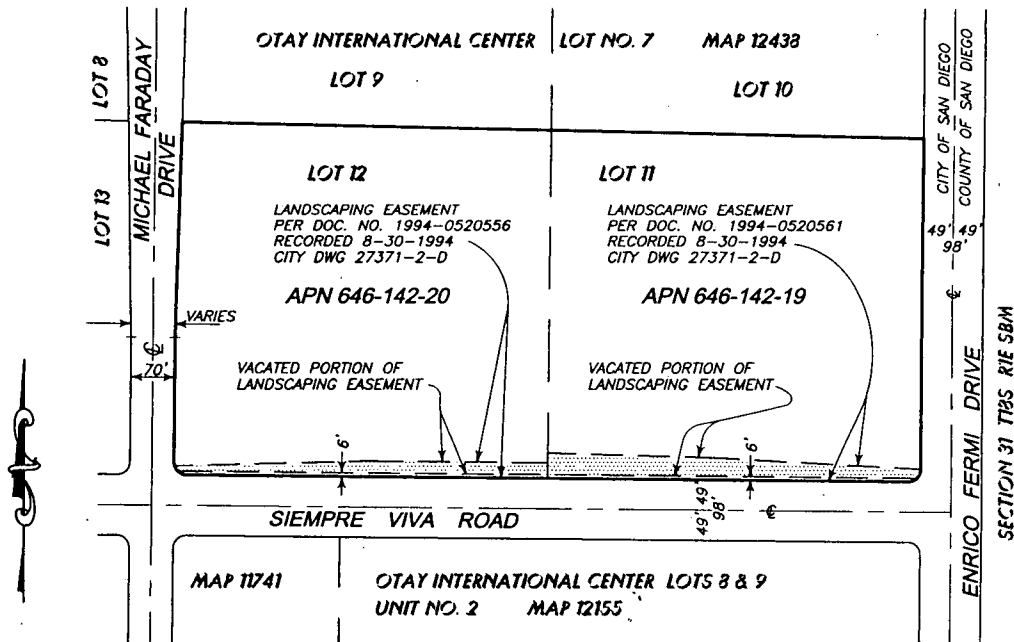 OTAY INTERNATIONAL CENTER LOT NO. 7 MAP 12438
LOT 9
LOT 10
LOT 8
LOT 13
MICHAEL FARADAY
DRIVE
CITY OF SAN DIEGO
COUNTY OF SAN DIEGO
LOT 12
LANDSCAPING EASEMENT
PER DOC. NO. 1994-0520556
RECORDED 8-30-1994
CITY DWG 27371-2-D
APN 646-142-20
LOT 11
LANDSCAPING EASEMENT
PER DOC. NO. 1994-0520561
RECORDED 8-30-1994
CITY DWG 27371-2-D
APN 646-142-19
49' 49'
98'
℄
VARIES
℄
70'
VACATED PORTION OF
LANDSCAPING EASEMENT
VACATED PORTION OF
LANDSCAPING EASEMENT
6'
6'
SIEMPRE VIVA ROAD
49' 49'
98'
℄
ENRICO FERMI DRIVE
SECTION 31 T18S R1E SBM
MAP 11741
OTAY INTERNATIONAL CENTER LOTS 8 & 9
UNIT NO. 2 MAP 12155